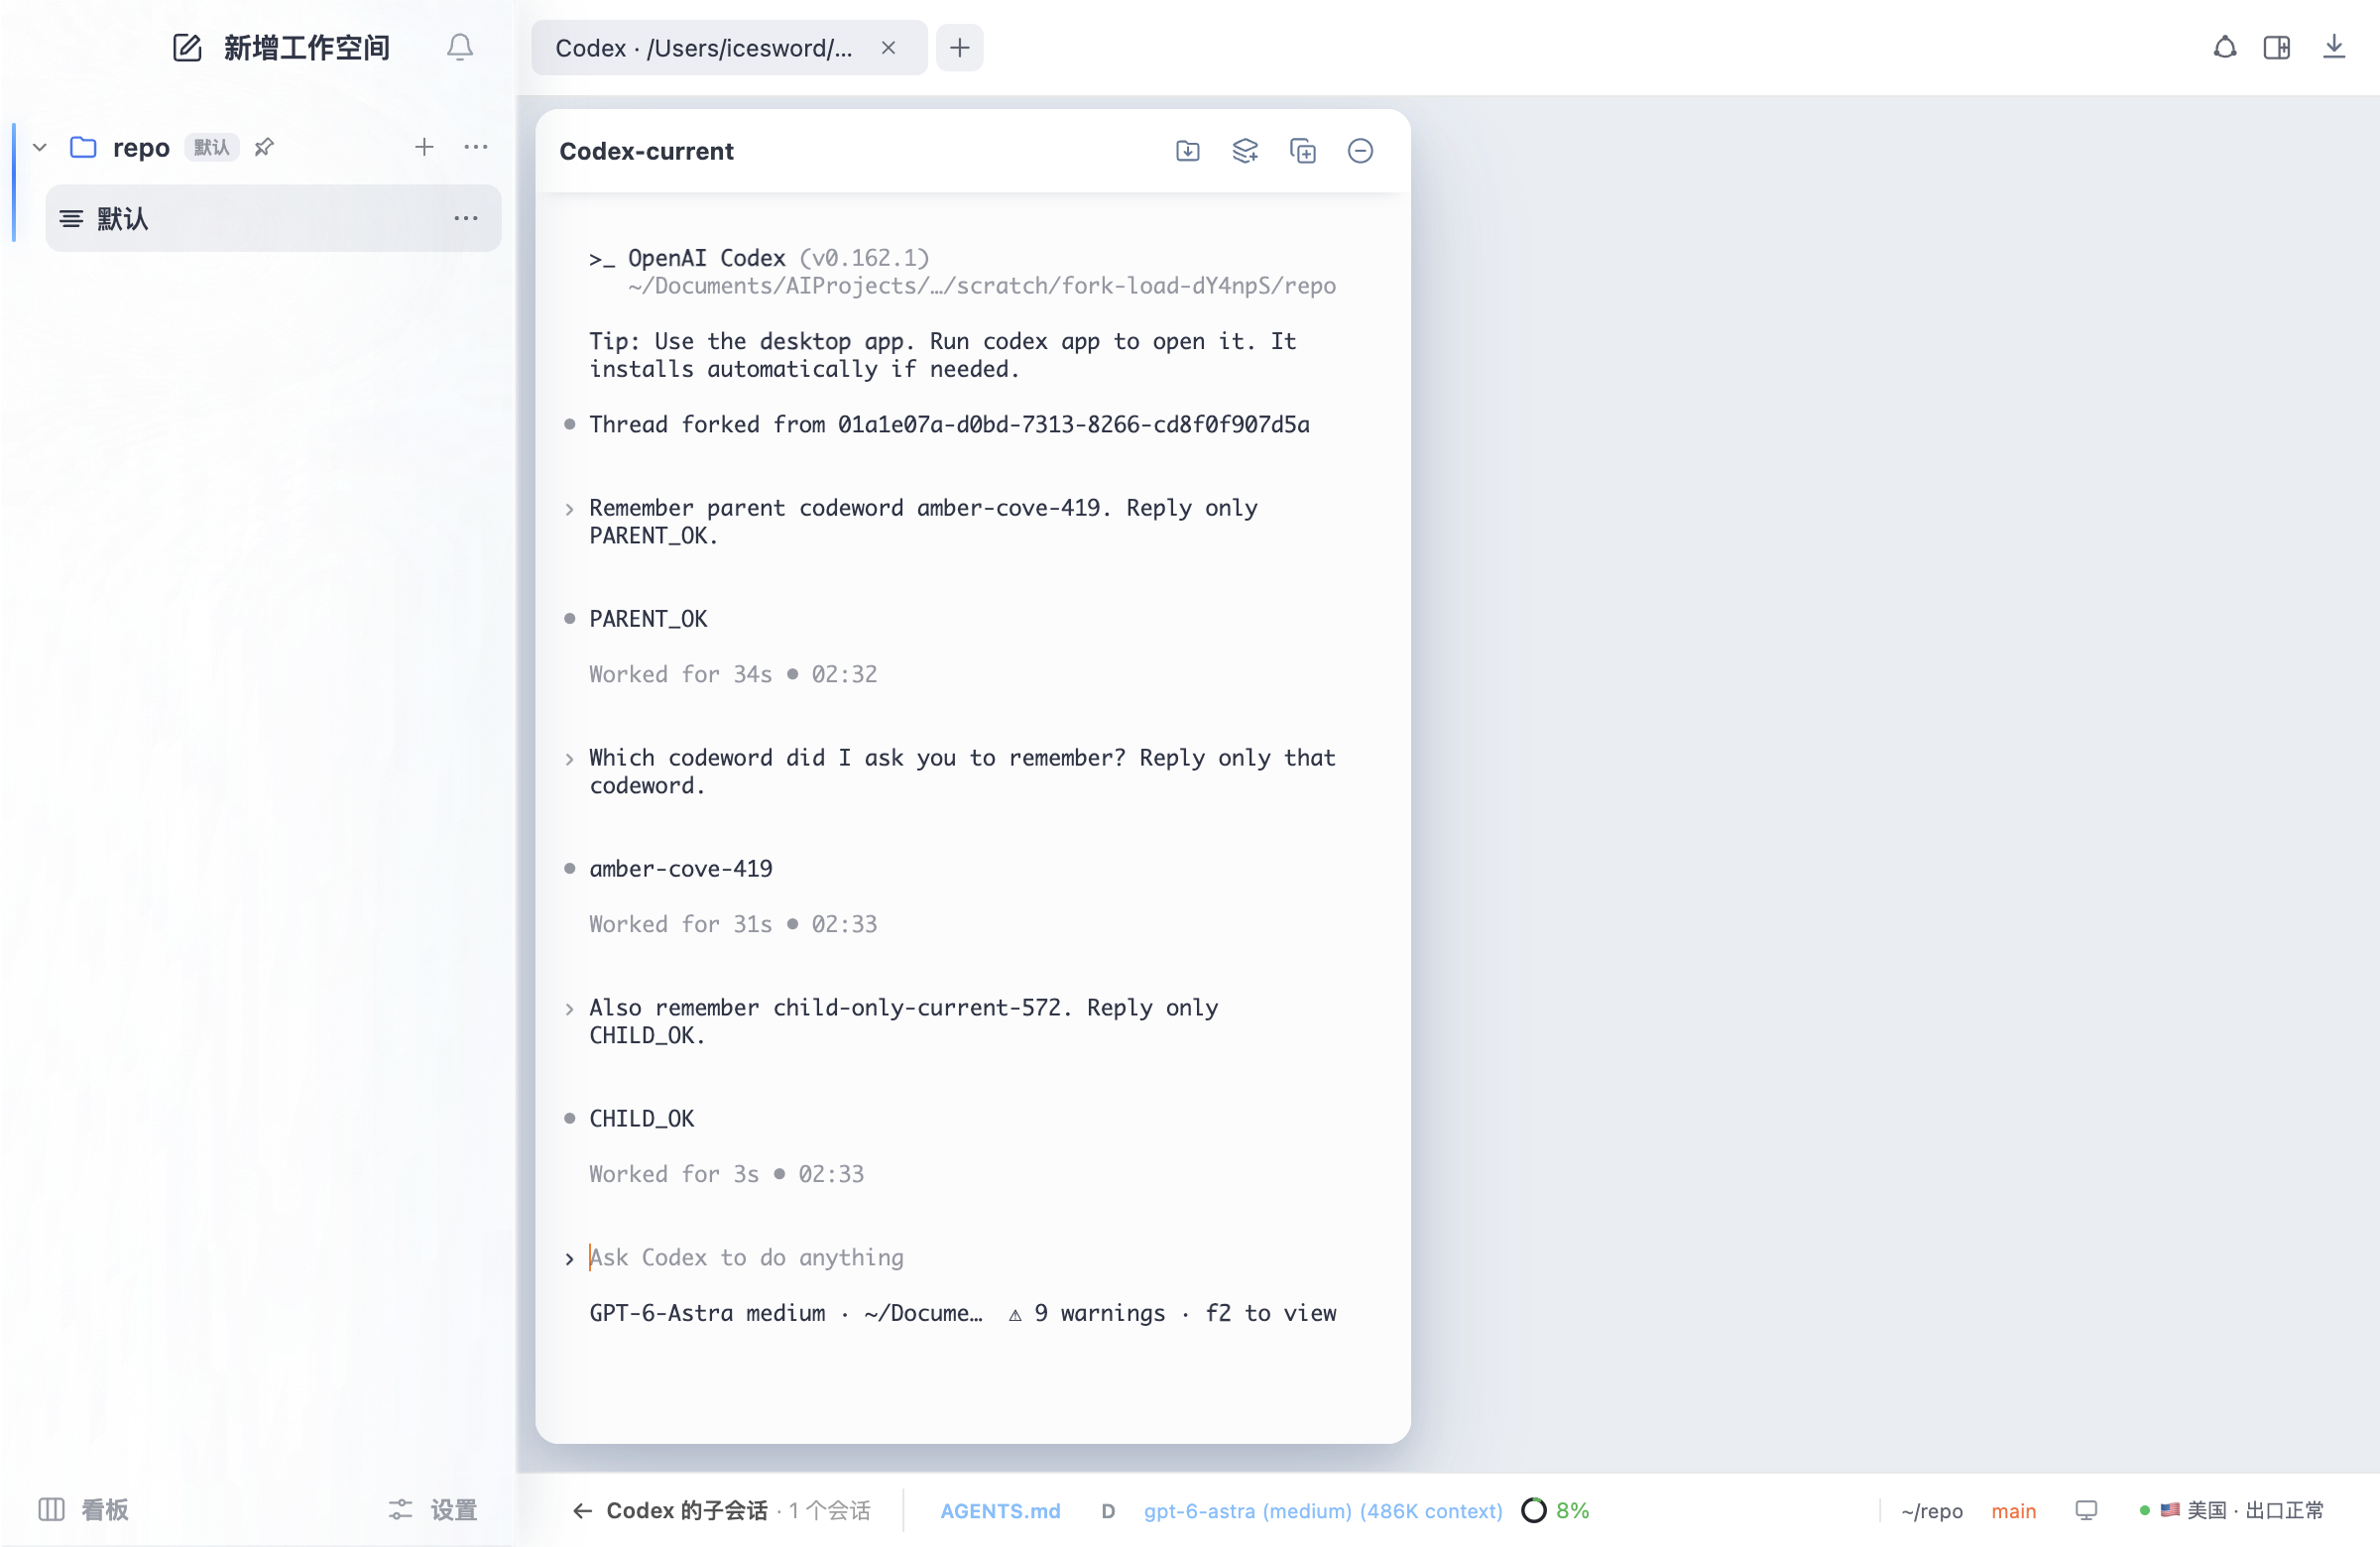 新增工作空间
repo 默认
默认
看板
设置
Codex · /Users/icesword/...
Codex-current
>_ OpenAI Codex (v0.162.1)
~/Documents/AIProjects/…/scratch/fork-load-dY4npS/repo
Tip: Use the desktop app. Run codex app to open it. It
installs automatically if needed.
• Thread forked from 01a1e07a-d0bd-7313-8266-cd8f0f907d5a
› Remember parent codeword amber-cove-419. Reply only
PARENT_OK.
• PARENT_OK
Worked for 34s • 02:32
› Which codeword did I ask you to remember? Reply only that
codeword.
• amber-cove-419
Worked for 31s • 02:33
› Also remember child-only-current-572. Reply only
CHILD_OK.
• CHILD_OK
Worked for 3s • 02:33
› Ask Codex to do anything
GPT-6-Astra medium · ~/Docume… ⚠ 9 warnings · f2 to view
← Codex 的子会话 · 1 个会话
AGENTS.md D gpt-6-astra (medium) (486K context) 8%
~/repo main 🇺🇸 美国 · 出口正常